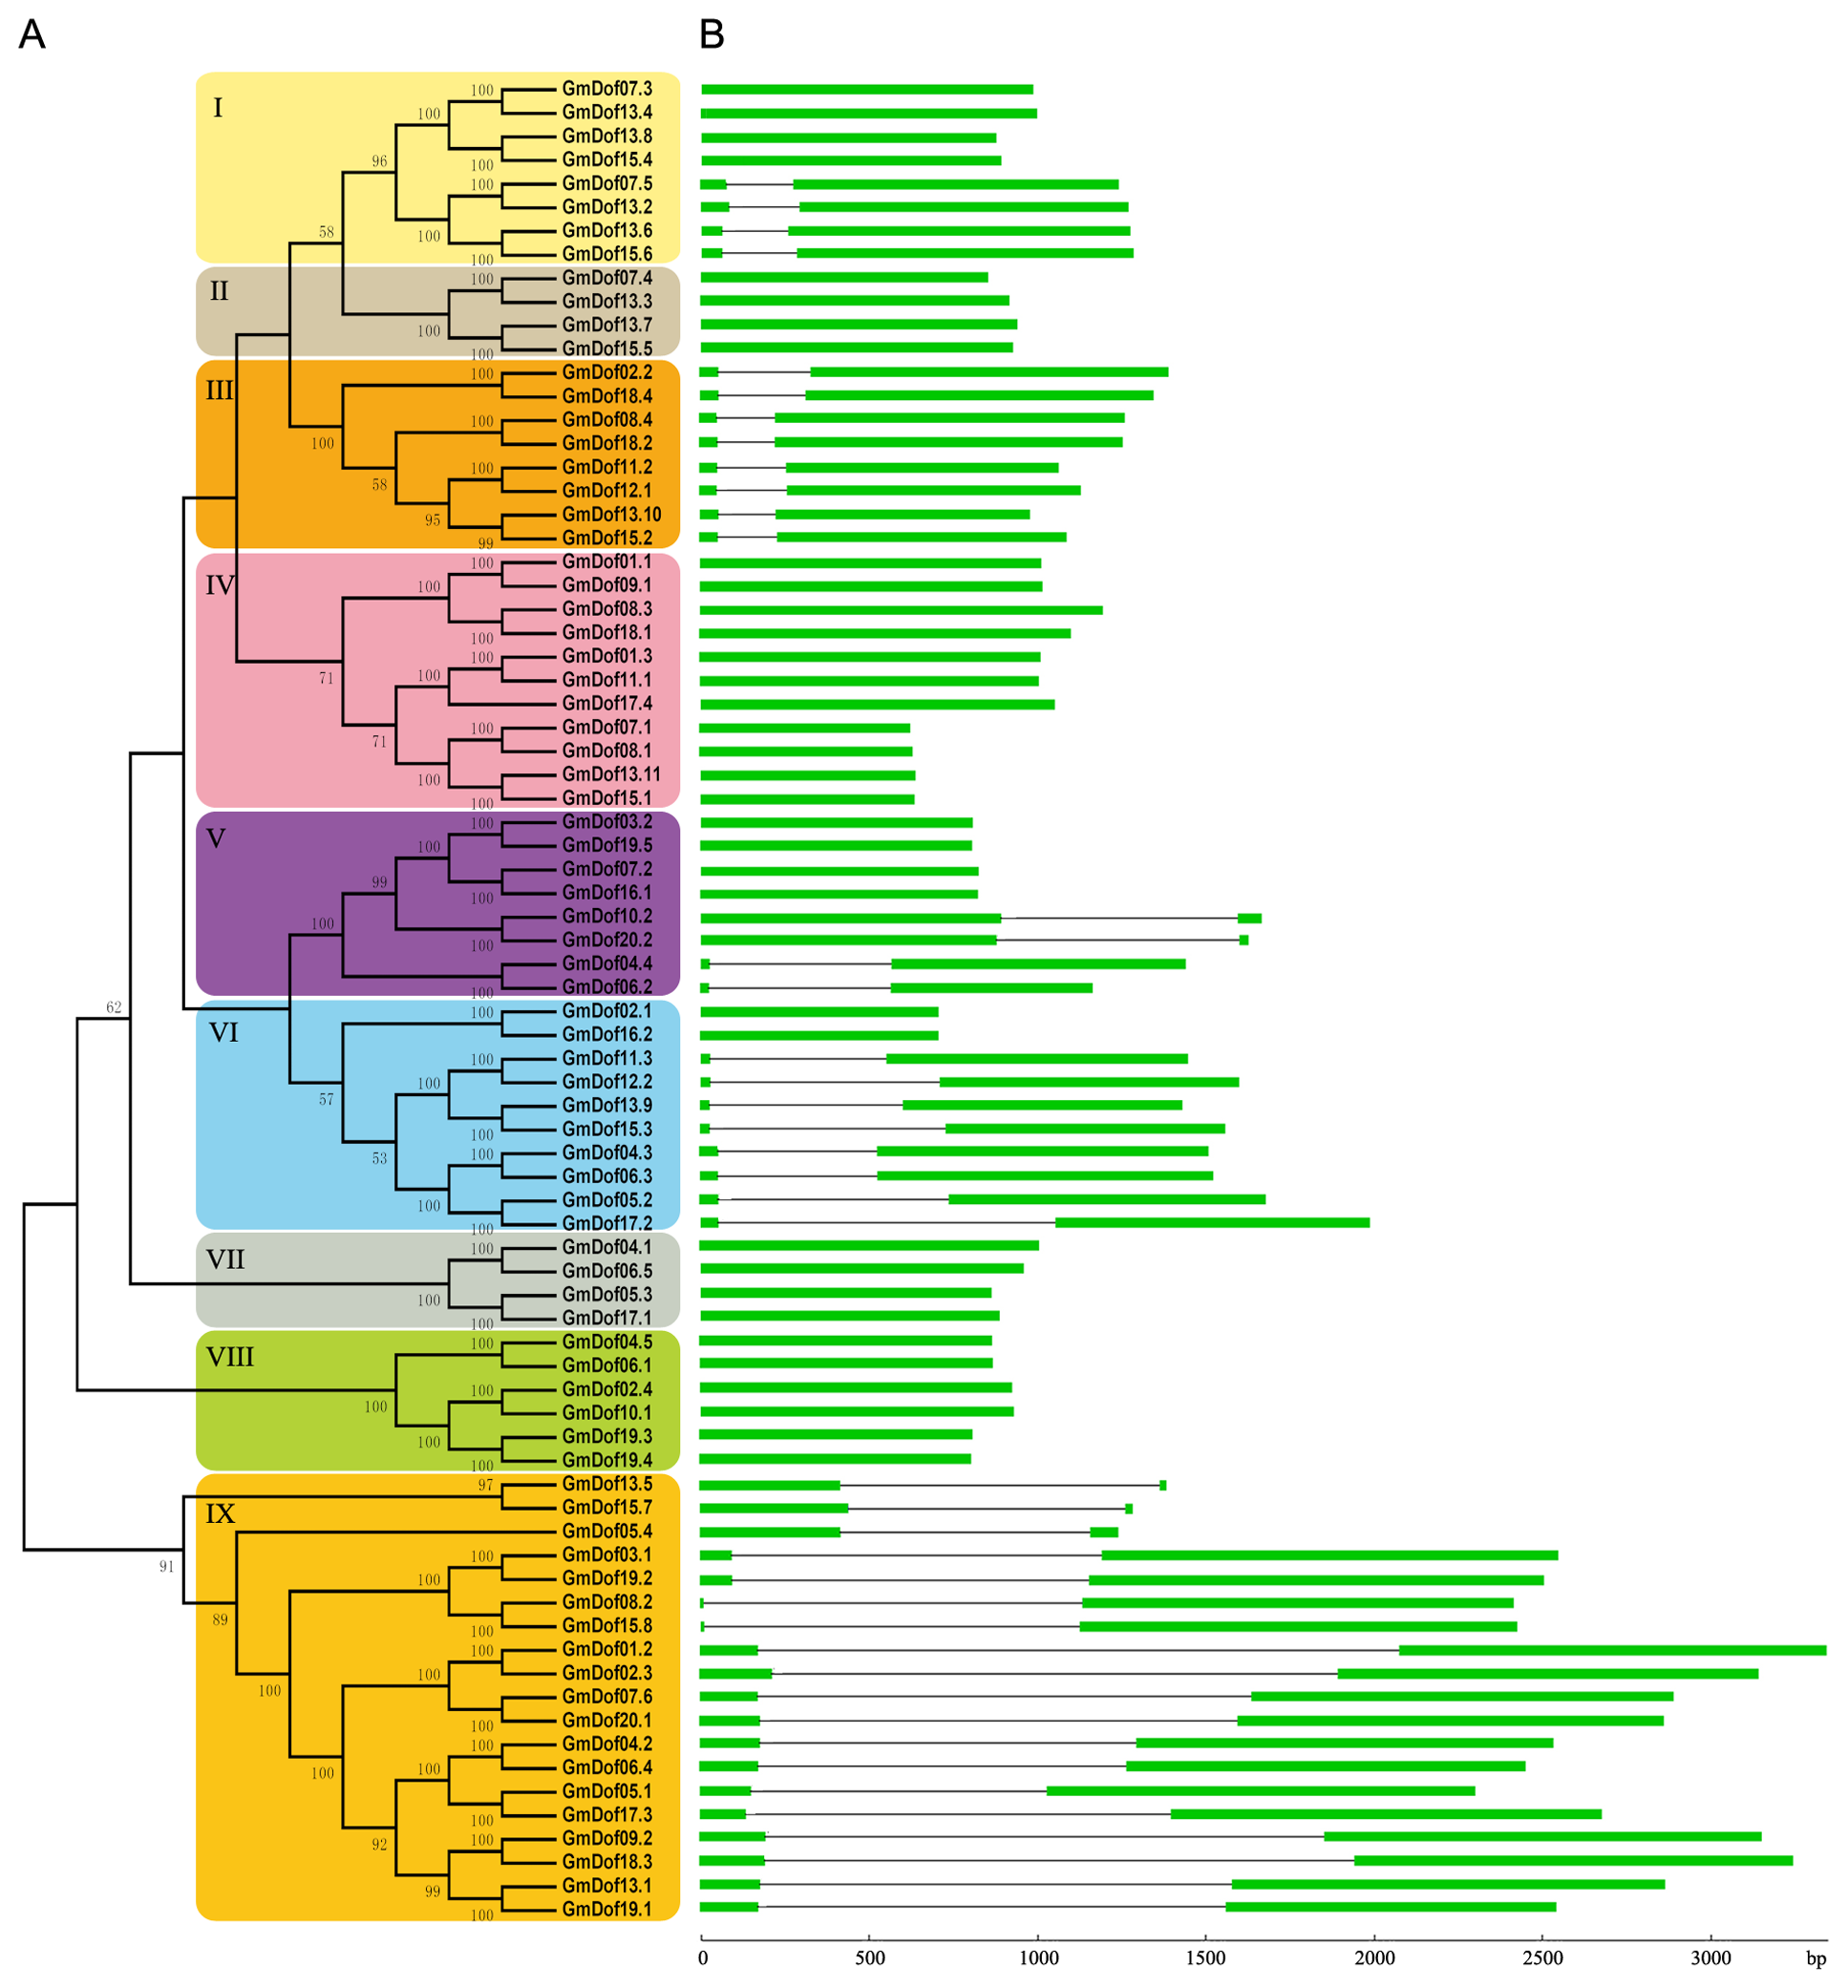 A B
I
100 GmDof07.3
100 GmDof13.4
GmDof13.8
96 100 GmDof15.4
100 GmDof07.5
GmDof13.2
58 100 GmDof13.6
100 GmDof15.6
II
100 GmDof07.4
GmDof13.3
100 GmDof13.7
100 GmDof15.5
III
100 GmDof02.2
GmDof18.4
100 GmDof08.4
100 GmDof18.2
58 100 GmDof11.2
GmDof12.1
95 GmDof13.10
99 GmDof15.2
IV
100 GmDof01.1
100 GmDof09.1
GmDof08.3
100 GmDof18.1
71 100 GmDof01.3
100 GmDof11.1
GmDof17.4
71 100 GmDof07.1
GmDof08.1
100 GmDof13.11
100 GmDof15.1
V
100 GmDof03.2
100 GmDof19.5
99 GmDof07.2
100 GmDof16.1
100 GmDof10.2
100 GmDof20.2
GmDof04.4
100 GmDof06.2
62
VI
100 GmDof02.1
GmDof16.2
100 GmDof11.3
57 100 GmDof12.2
GmDof13.9
100 GmDof15.3
53 100 GmDof04.3
GmDof06.3
100 GmDof05.2
100 GmDof17.2
VII
100 GmDof04.1
GmDof06.5
100 GmDof05.3
100 GmDof17.1
VIII
100 GmDof04.5
GmDof06.1
100 100 GmDof02.4
GmDof10.1
100 GmDof19.3
100 GmDof19.4
IX
97 GmDof13.5
GmDof15.7
GmDof05.4
91 100 GmDof03.1
100 GmDof19.2
89 GmDof08.2
100 GmDof15.8
100 GmDof01.2
100 100 GmDof02.3
GmDof07.6
100 GmDof20.1
100 GmDof04.2
100 100 GmDof06.4
GmDof05.1
100 GmDof17.3
92 100 GmDof09.2
GmDof18.3
99 GmDof13.1
100 GmDof19.1
0 500 1000 1500 2000 2500 3000 bp